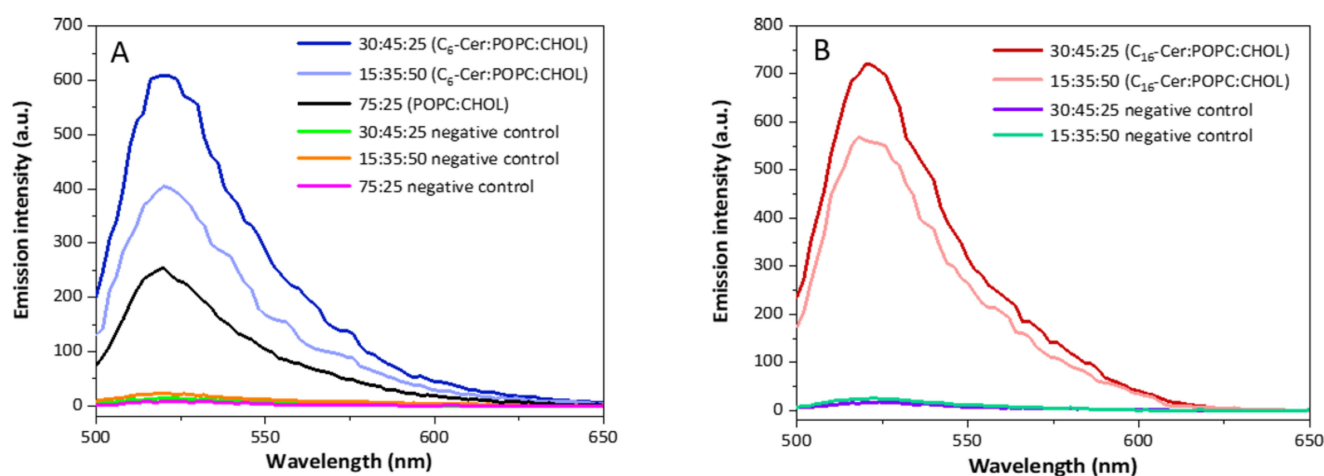 A
700
600
500
400
300
200
100
0
Emission intensity (a.u.)
30:45:25 (C₆-Cer:POPC:CHOL)
15:35:50 (C₆-Cer:POPC:CHOL)
75:25 (POPC:CHOL)
30:45:25 negative control
15:35:50 negative control
75:25 negative control
500 550 600 650
Wavelength (nm)
B
800
700
600
500
400
300
200
100
0
Emission intensity (a.u.)
30:45:25 (C₁₆-Cer:POPC:CHOL)
15:35:50 (C₁₆-Cer:POPC:CHOL)
30:45:25 negative control
15:35:50 negative control
500 550 600 650
Wavelength (nm)